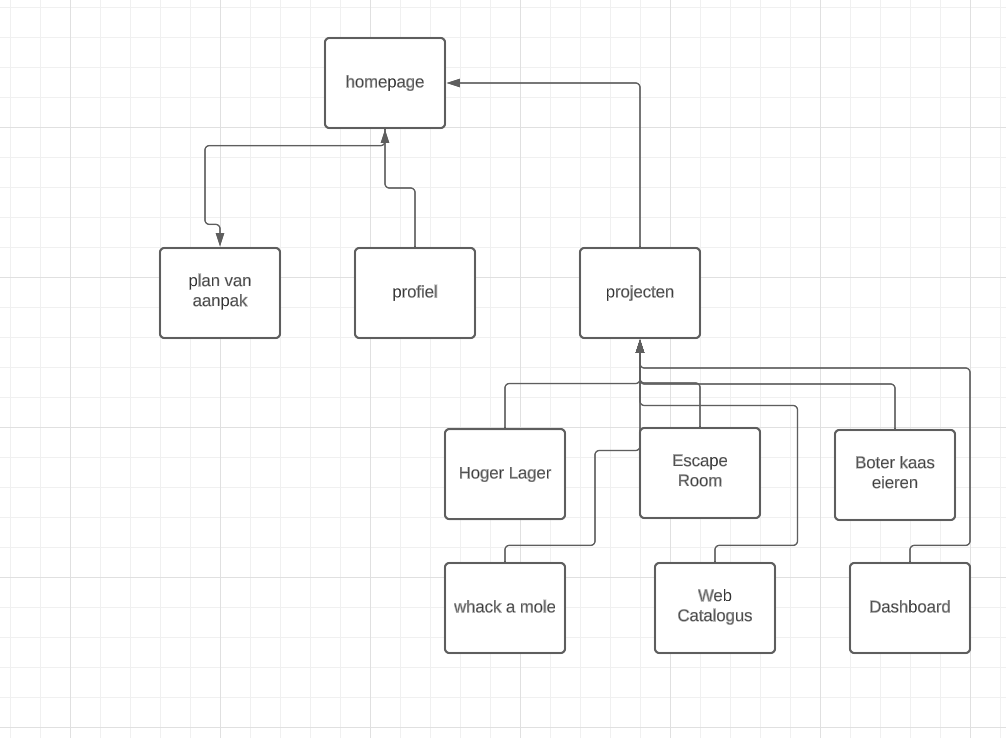 homepage
plan van
aanpak
profiel
projecten
Hoger Lager
Escape
Room
Boter kaas
eieren
whack a mole
Web
Catalogus
Dashboard